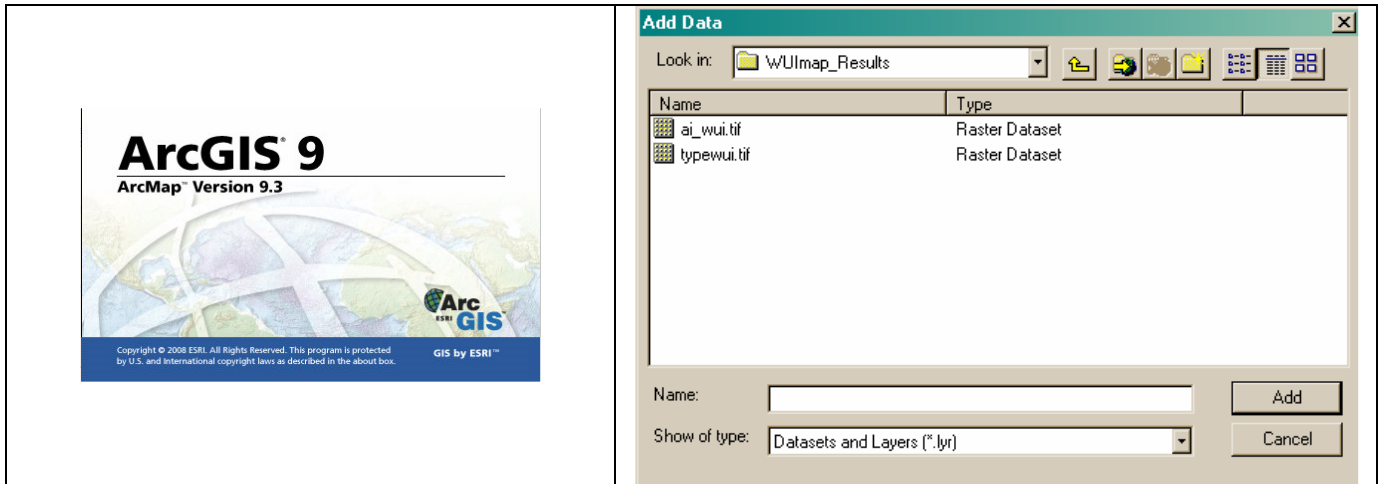 ArcGIS® 9
ArcMap™ Version 9.3
Arc
ESRI GIS™
Copyright © 2008 ESRI. All Rights Reserved. This program is protected
by U.S. and International copyright laws as described in the about box.
GIS by ESRI™
Add Data
Look in: WUImap_Results
Name Type
ai_wui.tif Raster Dataset
typewui.tif Raster Dataset
Name: Add
Show of type: Datasets and Layers (*.lyr) Cancel